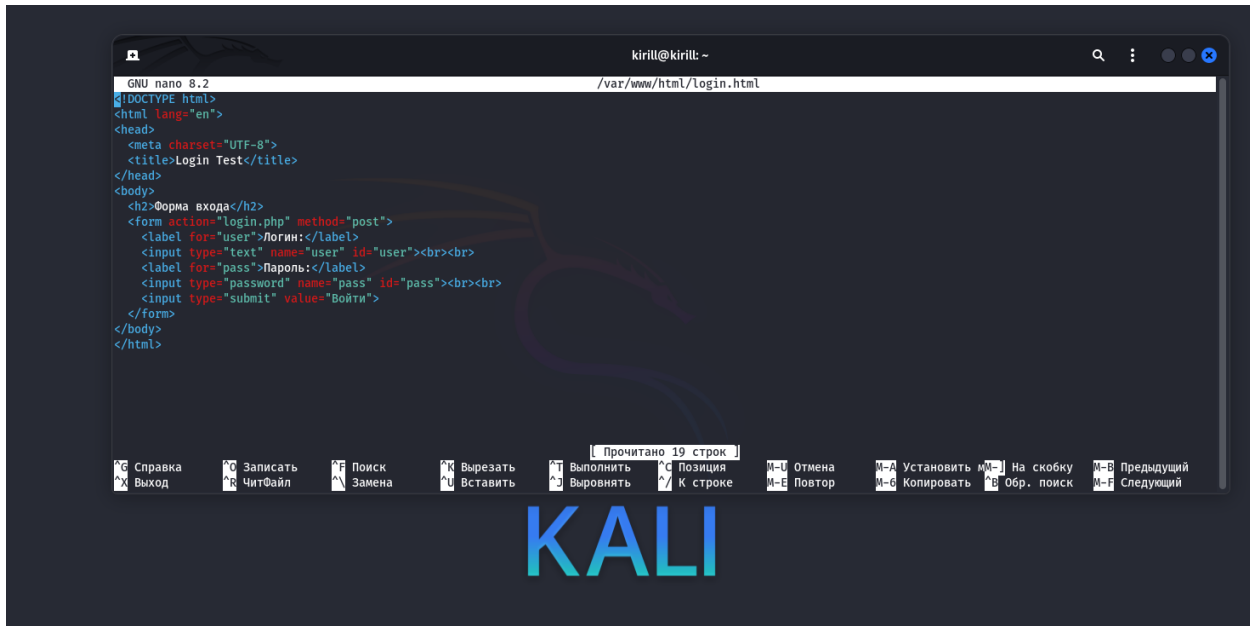 kirill@kirill: ~
GNU nano 8.2 /var/www/html/login.html
<!DOCTYPE html>
<html lang="en">
<head>
<meta charset="UTF-8">
<title>Login Test</title>
</head>
<body>
<h2>Форма входа</h2>
<form action="login.php" method="post">
<label for="user">Логин:</label>
<input type="text" name="user" id="user"><br><br>
<label for="pass">Пароль:</label>
<input type="password" name="pass" id="pass"><br><br>
<input type="submit" value="Войти">
</form>
</body>
</html>
[ Прочитано 19 строк ]
^G Справка ^O Записать ^F Поиск ^K Вырезать ^T Выполнить ^C Позиция M-U Отмена M-A Установить мM-] На скобку M-B Предыдущий
^X Выход ^R ЧитФайл ^\ Замена ^U Вставить ^J Выровнять ^/ К строке M-E Повтор M-6 Копировать ^B Обр. поиск M-F Следующий
KALI